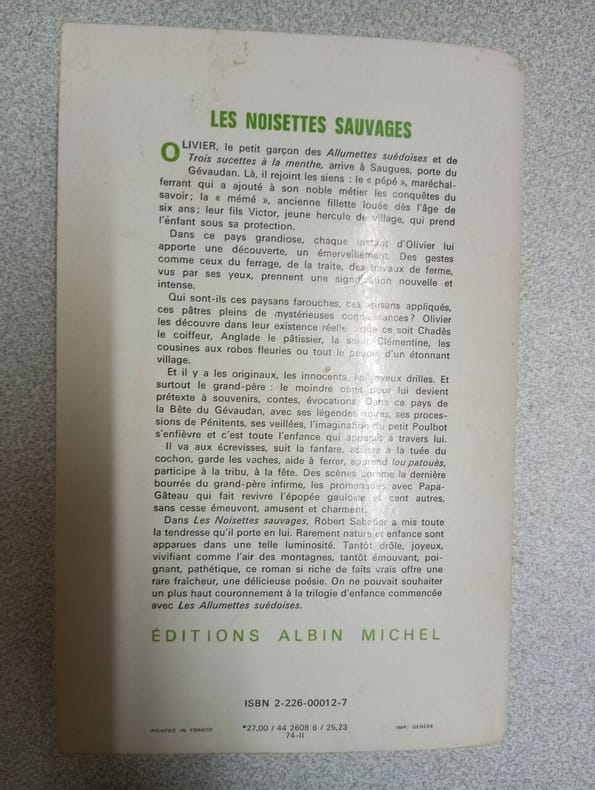 LES NOISETTES SAUVAGES
OLIVIER, le petit garçon des Allumettes suédoises et de
Trois sucettes à la menthe, arrive à Saugues, porte du
Gévaudan. Là, il rejoint les siens : le « pépé », maréchal-
ferrant qui a ajouté à son noble métier les conquêtes du
savoir ; la « mémé », ancienne fillette louée dès l'âge de
six ans ; leur fils Victor, jeune hercule de village, qui prend
l'enfant sous sa protection.
Dans ce pays grandiose, chaque instant d'Olivier lui
apporte une découverte, un émerveillement. Des gestes
comme ceux du ferrage, de la traite, des travaux de ferme,
vus par ses yeux, prennent une signification nouvelle et
intense.
Qui sont-ils ces paysans farouches, ces artisans appliqués,
ces pâtres pleins de mystérieuses connaissances ? Olivier
les découvre dans leur existence réelle que ce soit Chadès
le coiffeur, Anglade le pâtissier, la sœur Clémentine, les
cousines aux robes fleuries ou tout le peuple d'un étonnant
village.
Et il y a les originaux, les innocents, les joyeux drilles. Et
surtout le grand-père : le moindre objet pour lui devient
prétexte à souvenirs, contes, évocations. Dans ce pays de
la Bête du Gévaudan, avec ses légendes noires, ses proces-
sions de Pénitents, ses veillées, l'imagination du petit Poulbot
s'enfièvre et c'est toute l'enfance qui apparaît à travers lui.
Il va aux écrevisses, suit la fanfare, assiste à la tuée du
cochon, garde les vaches, aide à ferrer, apprend lou patouès,
participe à la tribu, à la fête. Des scènes comme la dernière
bourrée du grand-père infirme, les promenades avec Papa-
Gâteau qui fait revivre l'épopée gauloise et cent autres,
sans cesse émeuvent, amusent et charment.
Dans Les Noisettes sauvages, Robert Sabatier a mis toute
la tendresse qu'il porte en lui. Rarement nature et enfance sont
apparues dans une telle luminosité. Tantôt drôle, joyeux,
vivifiant comme l'air des montagnes, tantôt émouvant, poi-
gnant, pathétique, ce roman si riche de faits vrais offre une
rare fraîcheur, une délicieuse poésie. On ne pouvait souhaiter
un plus haut couronnement à la trilogie d'enfance commencée
avec Les Allumettes suédoises.
ÉDITIONS ALBIN MICHEL
ISBN 2-226-00012-7
PRINTED IN FRANCE *27,00 / 44 2608 6 / 25,23 IMP. GENÈSE
74-II